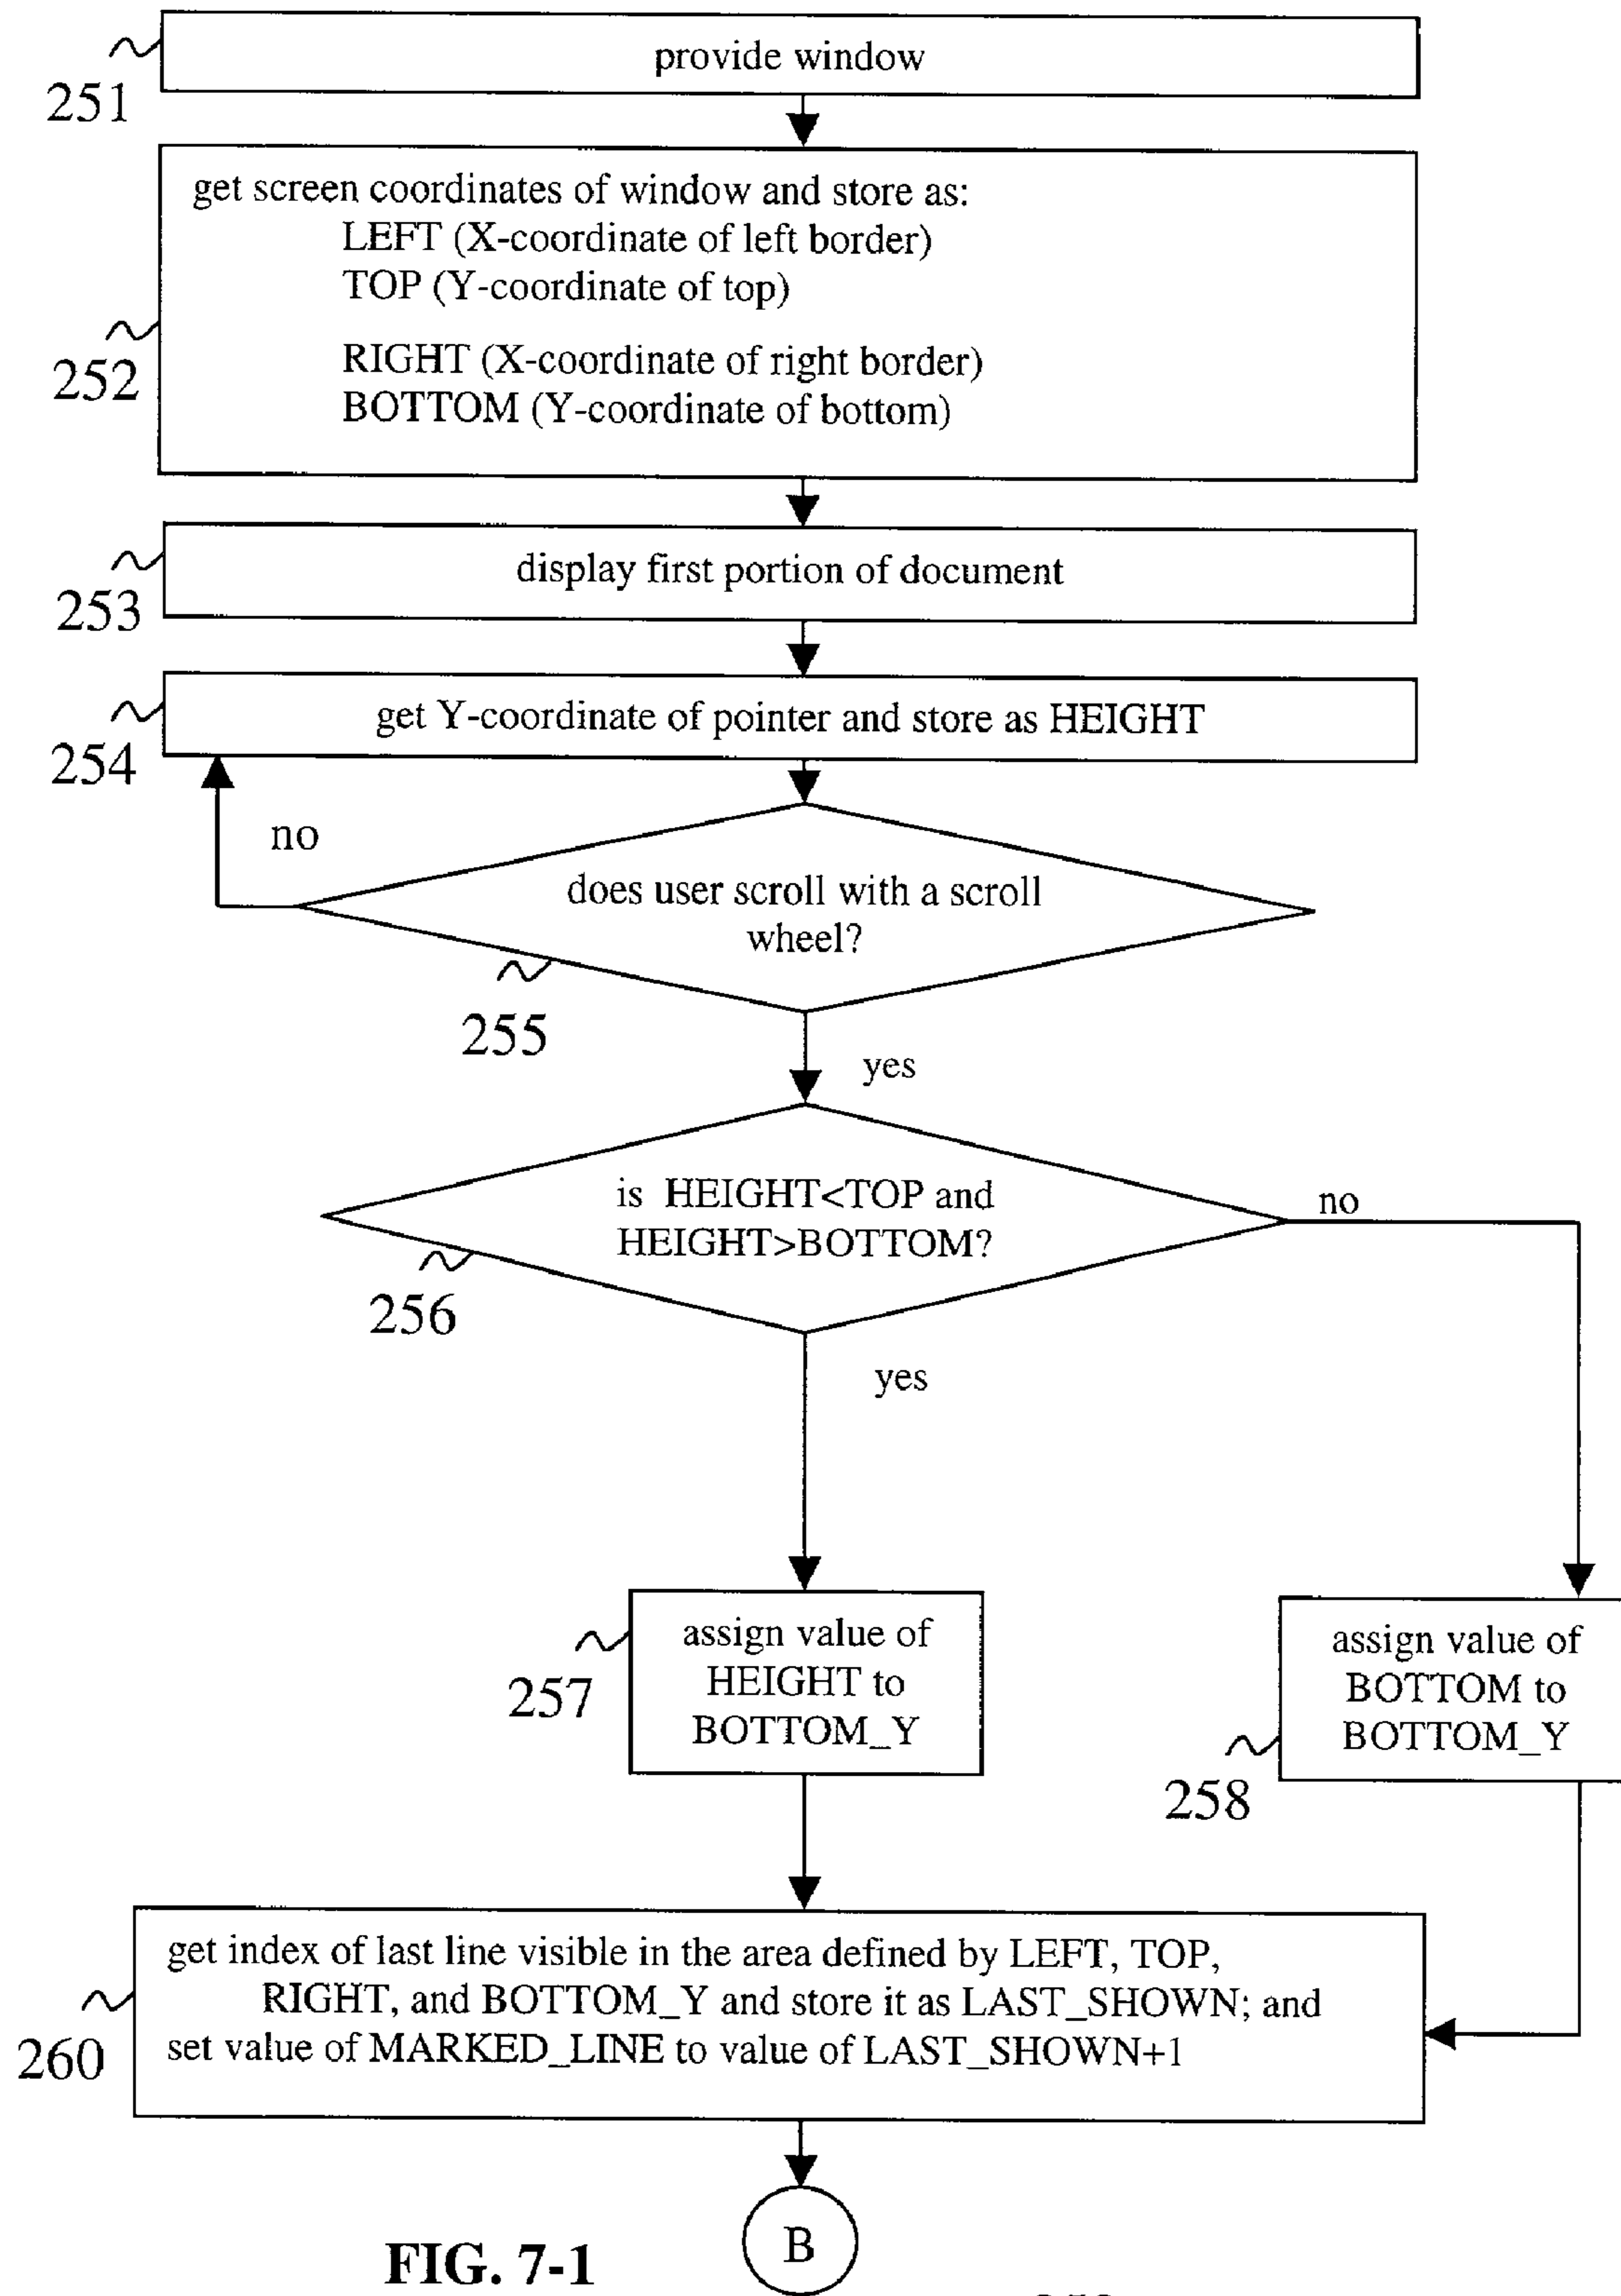 provide window
251
get screen coordinates of window and store as:
LEFT (X-coordinate of left border)
TOP (Y-coordinate of top)
RIGHT (X-coordinate of right border)
BOTTOM (Y-coordinate of bottom)
252
display first portion of document
253
get Y-coordinate of pointer and store as HEIGHT
254
no
does user scroll with a scroll
wheel?
255
yes
is HEIGHT<TOP and
HEIGHT>BOTTOM?
no
256
yes
assign value of
HEIGHT to
BOTTOM_Y
257
assign value of
BOTTOM to
BOTTOM_Y
258
get index of last line visible in the area defined by LEFT, TOP,
RIGHT, and BOTTOM_Y and store it as LAST_SHOWN; and
set value of MARKED_LINE to value of LAST_SHOWN+1
260
B
FIG. 7-1